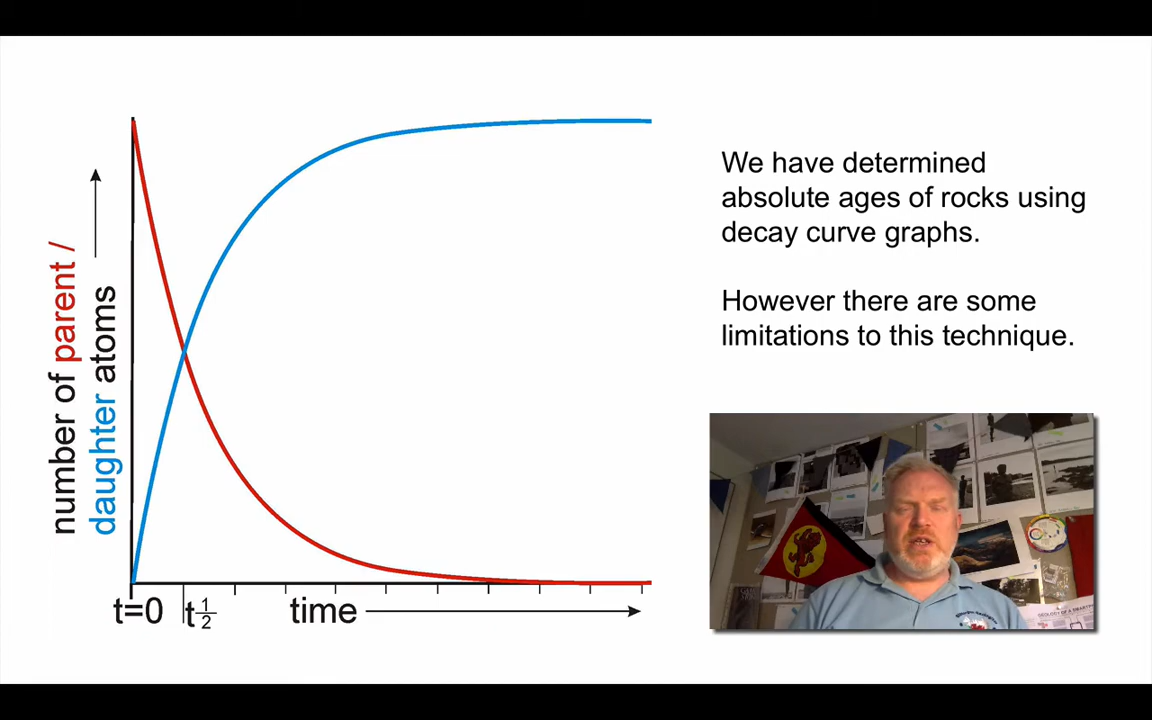 number of parent /
daughter atoms
t=0
t 1/2
time
We have determined
absolute ages of rocks using
decay curve graphs.
However there are some
limitations to this technique.